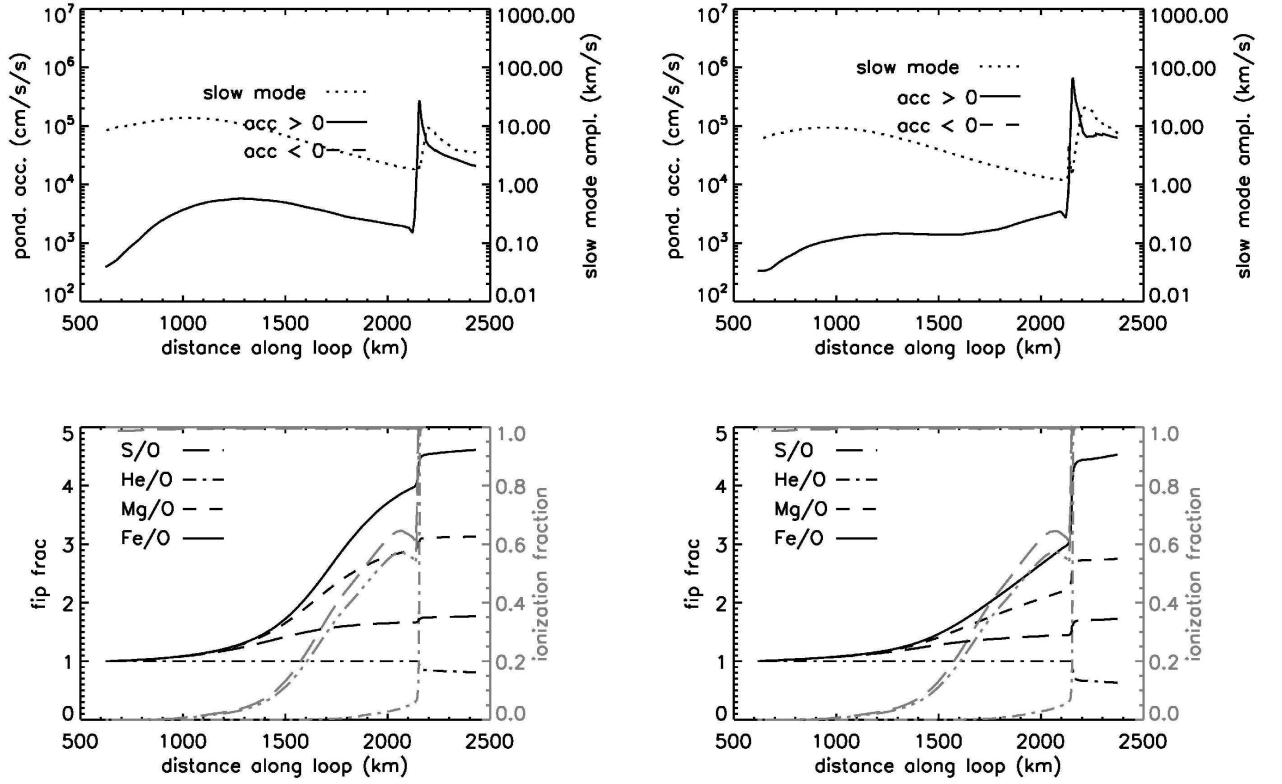 pond. acc. (cm/s/s)
10^7
10^6
10^5
10^4
10^3
10^2
slow mode
acc > 0
acc < 0
1000.00
100.00
10.00
1.00
0.10
0.01
slow mode ampl. (km/s)
500 1000 1500 2000 2500
distance along loop (km)
pond. acc. (cm/s/s)
10^7
10^6
10^5
10^4
10^3
10^2
slow mode
acc > 0
acc < 0
1000.00
100.00
10.00
1.00
0.10
0.01
slow mode ampl. (km/s)
500 1000 1500 2000 2500
distance along loop (km)
fip frac
5
4
3
2
1
0
S/O
He/O
Mg/O
Fe/O
1.0
0.8
0.6
0.4
0.2
0.0
ionization fraction
500 1000 1500 2000 2500
distance along loop (km)
fip frac
5
4
3
2
1
0
S/O
He/O
Mg/O
Fe/O
1.0
0.8
0.6
0.4
0.2
0.0
ionization fraction
500 1000 1500 2000 2500
distance along loop (km)